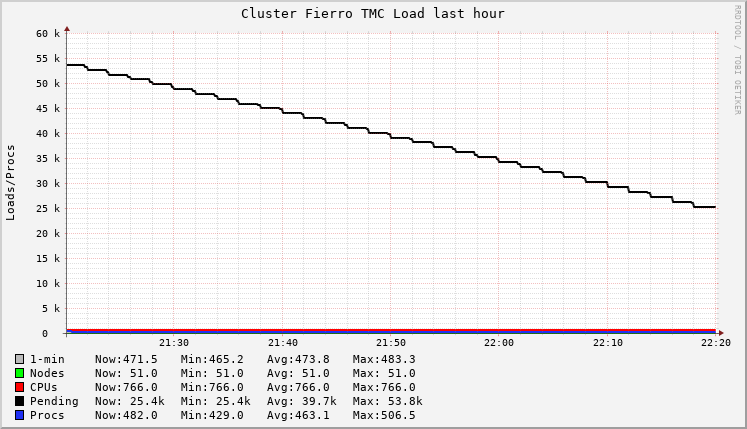 Cluster Fierro TMC Load last hour
RRDTOOL / TOBI OETIKER
Loads/Procs
60 k
55 k
50 k
45 k
40 k
35 k
30 k
25 k
20 k
15 k
10 k
5 k
0
21:30 21:40 21:50 22:00 22:10 22:20
1-min Now:471.5 Min:465.2 Avg:473.8 Max:483.3
Nodes Now: 51.0 Min: 51.0 Avg: 51.0 Max: 51.0
CPUs Now:766.0 Min:766.0 Avg:766.0 Max:766.0
Pending Now: 25.4k Min: 25.4k Avg: 39.7k Max: 53.8k
Procs Now:482.0 Min:429.0 Avg:463.1 Max:506.5